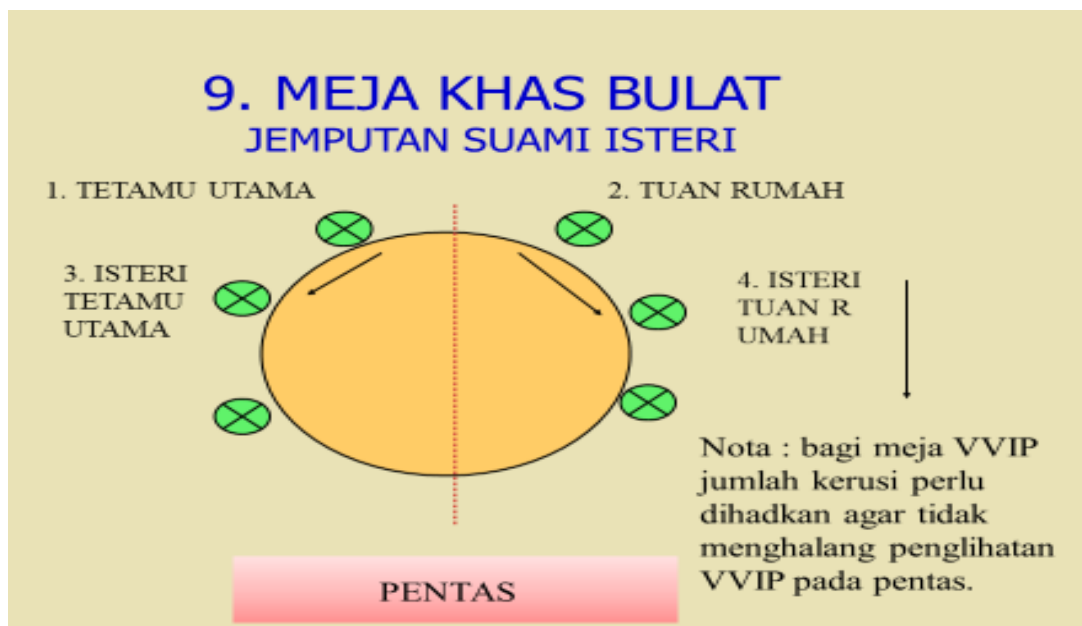 9. MEJA KHAS BULAT
JEMPUTAN SUAMI ISTERI
1. TETAMU UTAMA
2. TUAN RUMAH
3. ISTERI
TETAMU
UTAMA
4. ISTERI
TUAN R
UMAH
Nota : bagi meja VVIP
jumlah kerusi perlu
dihadkan agar tidak
menghalang penglihatan
VVIP pada pentas.
PENTAS